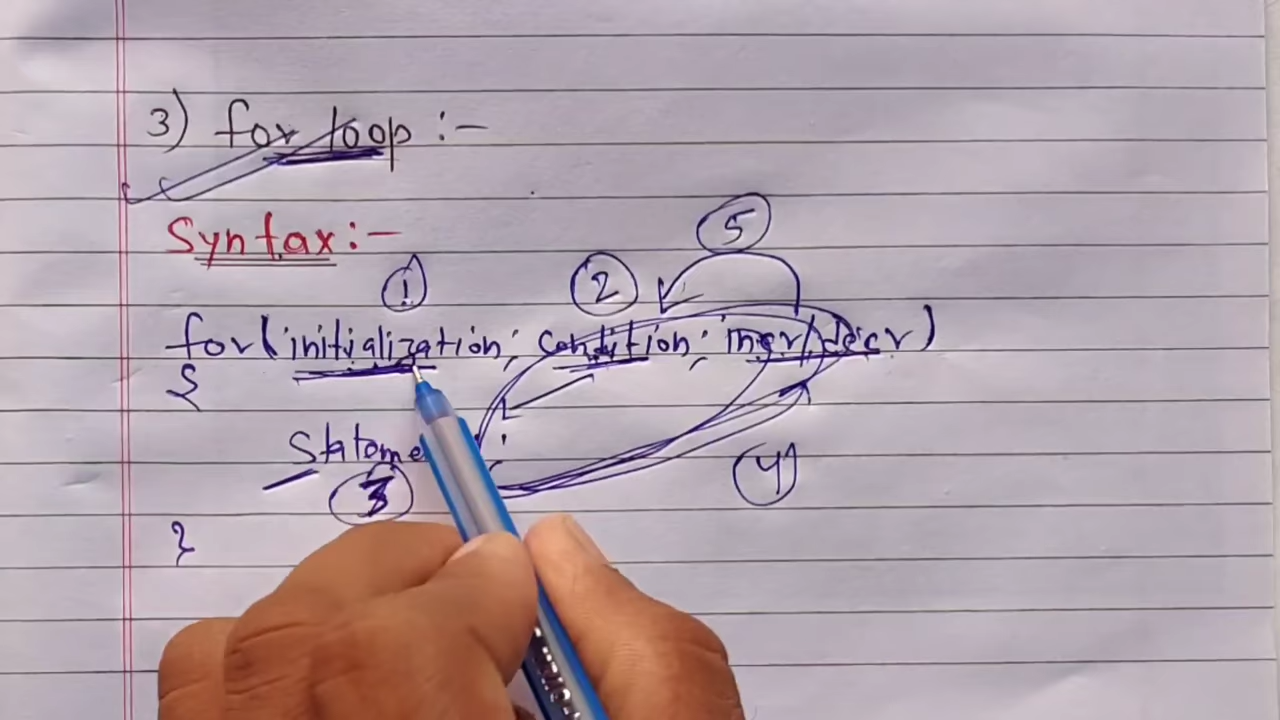 3) for loop :-
Syntax:-
5
1 2
for(initialization; condition; incr/decr)
{
;
3 4
}